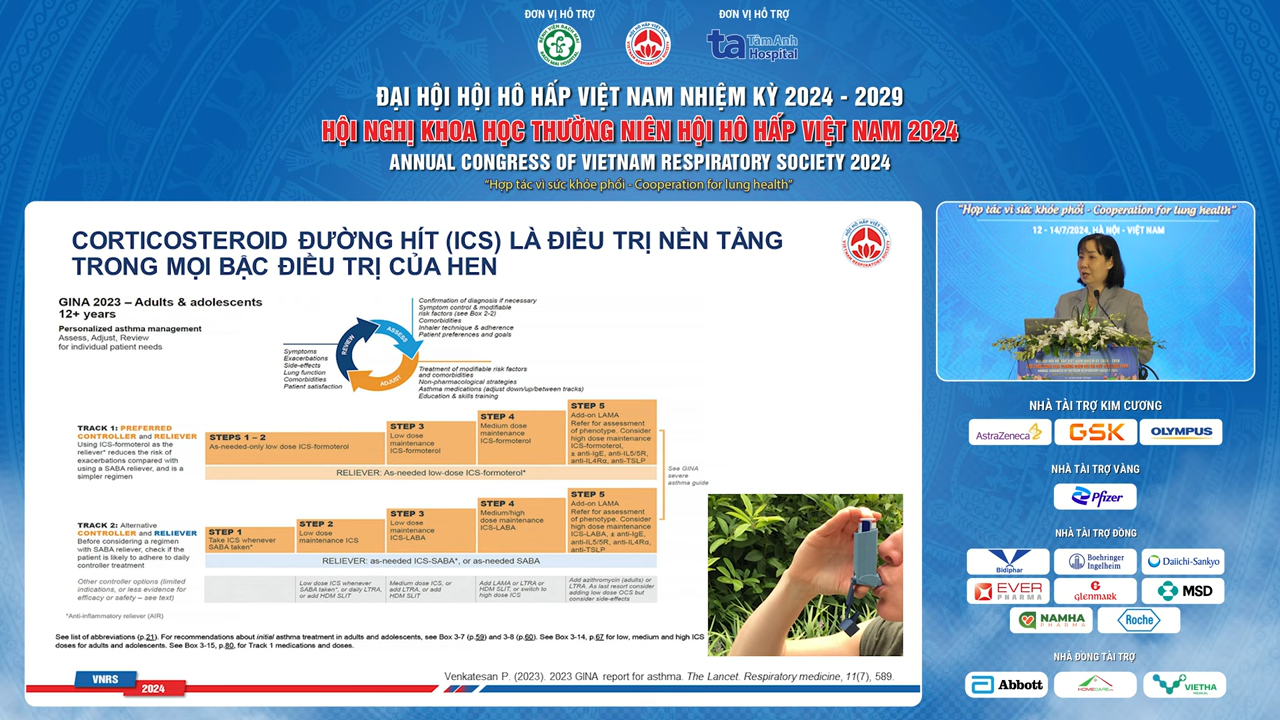 ĐƠN VỊ HỖ TRỢ
ĐƠN VỊ HỖ TRỢ
BỆNH VIỆN BẠCH MAI
BACH MAI HOSPITAL
HỘI HÔ HẤP VIỆT NAM
VIETNAM RESPIRATORY SOCIETY
ta Tâm Anh
Hospital
ĐẠI HỘI HỘI HÔ HẤP VIỆT NAM NHIỆM KỲ 2024 - 2029
HỘI NGHỊ KHOA HỌC THƯỜNG NIÊN HỘI HÔ HẤP VIỆT NAM 2024
ANNUAL CONGRESS OF VIETNAM RESPIRATORY SOCIETY 2024
"Hợp tác vì sức khỏe phổi - Cooperation for lung health"
CORTICOSTEROID ĐƯỜNG HÍT (ICS) LÀ ĐIỀU TRỊ NỀN TẢNG
TRONG MỌI BẬC ĐIỀU TRỊ CỦA HEN
HỘI HÔ HẤP VIỆT NAM
VIETNAM RESPIRATORY SOCIETY
GINA 2023 – Adults & adolescents
12+ years
Personalized asthma management
Assess, Adjust, Review
for individual patient needs
Confirmation of diagnosis if necessary
Symptom control & modifiable
risk factors (see Box 2-2)
Comorbidities
Inhaler technique & adherence
Patient preferences and goals
REVIEW
ASSESS
ADJUST
Symptoms
Exacerbations
Side-effects
Lung function
Comorbidities
Patient satisfaction
Treatment of modifiable risk factors
and comorbidities
Non-pharmacological strategies
Asthma medications (adjust down/up/between tracks)
Education & skills training
TRACK 1: PREFERRED
CONTROLLER and RELIEVER
Using ICS-formoterol as the
reliever* reduces the risk of
exacerbations compared with
using a SABA reliever, and is a
simpler regimen
STEPS 1 – 2
As-needed-only low dose ICS-formoterol
STEP 3
Low dose
maintenance
ICS-formoterol
STEP 4
Medium dose
maintenance
ICS-formoterol
STEP 5
Add-on LAMA
Refer for assessment
of phenotype. Consider
high dose maintenance
ICS-formoterol,
± anti-IgE, anti-IL5/5R,
anti-IL4Rα, anti-TSLP
RELIEVER: As-needed low-dose ICS-formoterol*
See GINA
severe
asthma guide
TRACK 2: Alternative
CONTROLLER and RELIEVER
Before considering a regimen
with SABA reliever, check if the
patient is likely to adhere to daily
controller treatment
STEP 1
Take ICS whenever
SABA taken*
STEP 2
Low dose
maintenance ICS
STEP 3
Low dose
maintenance
ICS-LABA
STEP 4
Medium/high
dose maintenance
ICS-LABA
STEP 5
Add-on LAMA
Refer for assessment
of phenotype. Consider
high dose maintenance
ICS-LABA, ± anti-IgE,
anti-IL5/5R, anti-IL4Rα,
anti-TSLP
RELIEVER: as-needed ICS-SABA*, or as-needed SABA
Other controller options (limited
indications, or less evidence for
efficacy or safety – see text)
Low dose ICS whenever
SABA taken*, or daily LTRA,
or add HDM SLIT
Medium dose ICS, or
add LTRA, or add
HDM SLIT
Add LAMA or LTRA or
HDM SLIT, or switch to
high dose ICS
Add azithromycin (adults) or
LTRA. As last resort consider
adding low dose OCS but
consider side-effects
*Anti-inflammatory reliever (AIR)
See list of abbreviations (p.21). For recommendations about initial asthma treatment in adults and adolescents, see Box 3-7 (p.59) and 3-8 (p.60). See Box 3-14, p.67 for low, medium and high ICS
doses for adults and adolescents. See Box 3-15, p.80, for Track 1 medications and doses.
Venkatesan P. (2023). 2023 GINA report for asthma. The Lancet. Respiratory medicine, 11(7), 589.
VNRS
2024
"Hợp tác vì sức khỏe phổi - Cooperation for lung health"
12 - 14/7/2024, HÀ NỘI - VIỆT NAM
NHÀ TÀI TRỢ KIM CƯƠNG
AstraZeneca
GSK
OLYMPUS
NHÀ TÀI TRỢ VÀNG
Pfizer
NHÀ TÀI TRỢ ĐỒNG
Bidiphar
Boehringer
Ingelheim
Daiichi-Sankyo
EVER
PHARMA
glenmark
MSD
NAMHA
PHARMA
Roche
NHÀ ĐỒNG TÀI TRỢ
Abbott
HOMECARE
VIETHA
MEDICAL